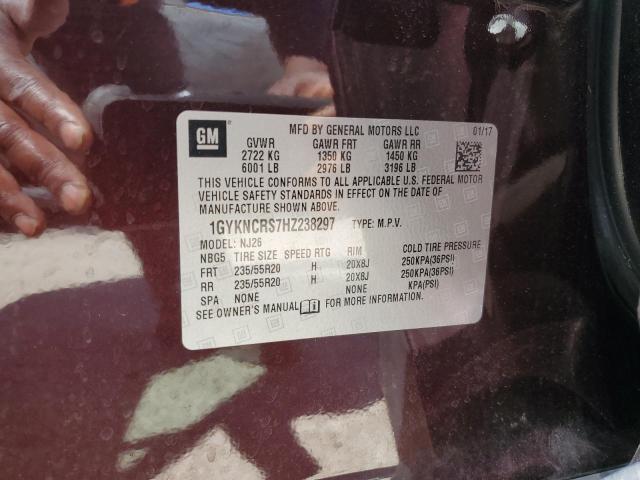 GM
MFD BY GENERAL MOTORS LLC 01/17
GVWR GAWR FRT GAWR RR
2722 KG 1350 KG 1450 KG
6001 LB 2976 LB 3196 LB
THIS VEHICLE CONFORMS TO ALL APPLICABLE U.S. FEDERAL MOTOR
VEHICLE SAFETY STANDARDS IN EFFECT ON THE DATE OF
MANUFACTURE SHOWN ABOVE.
1GYKNCRS7HZ238297 TYPE: M.P.V.
MODEL: NJ26
NBG5 TIRE SIZE SPEED RTG RIM COLD TIRE PRESSURE
FRT 235/55R20 H 20X8J 250KPA(36PSI)
RR 235/55R20 H 20X8J 250KPA(36PSI)
SPA NONE NONE KPA(PSI)
SEE OWNER'S MANUAL FOR MORE INFORMATION.